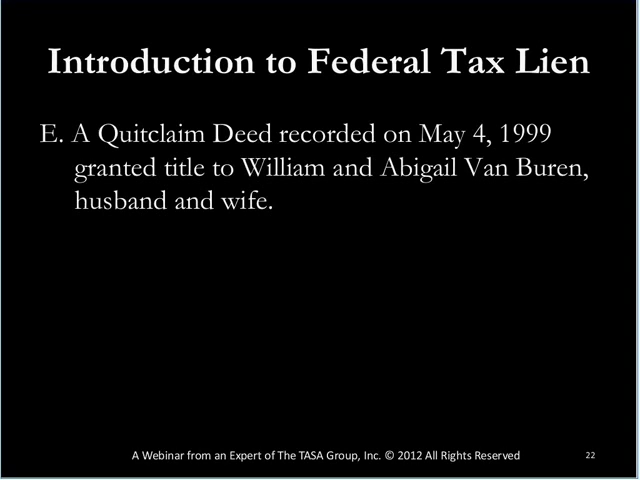 Introduction to Federal Tax Lien
E. A Quitclaim Deed recorded on May 4, 1999
granted title to William and Abigail Van Buren,
husband and wife.
A Webinar from an Expert of The TASA Group, Inc. © 2012 All Rights Reserved
22